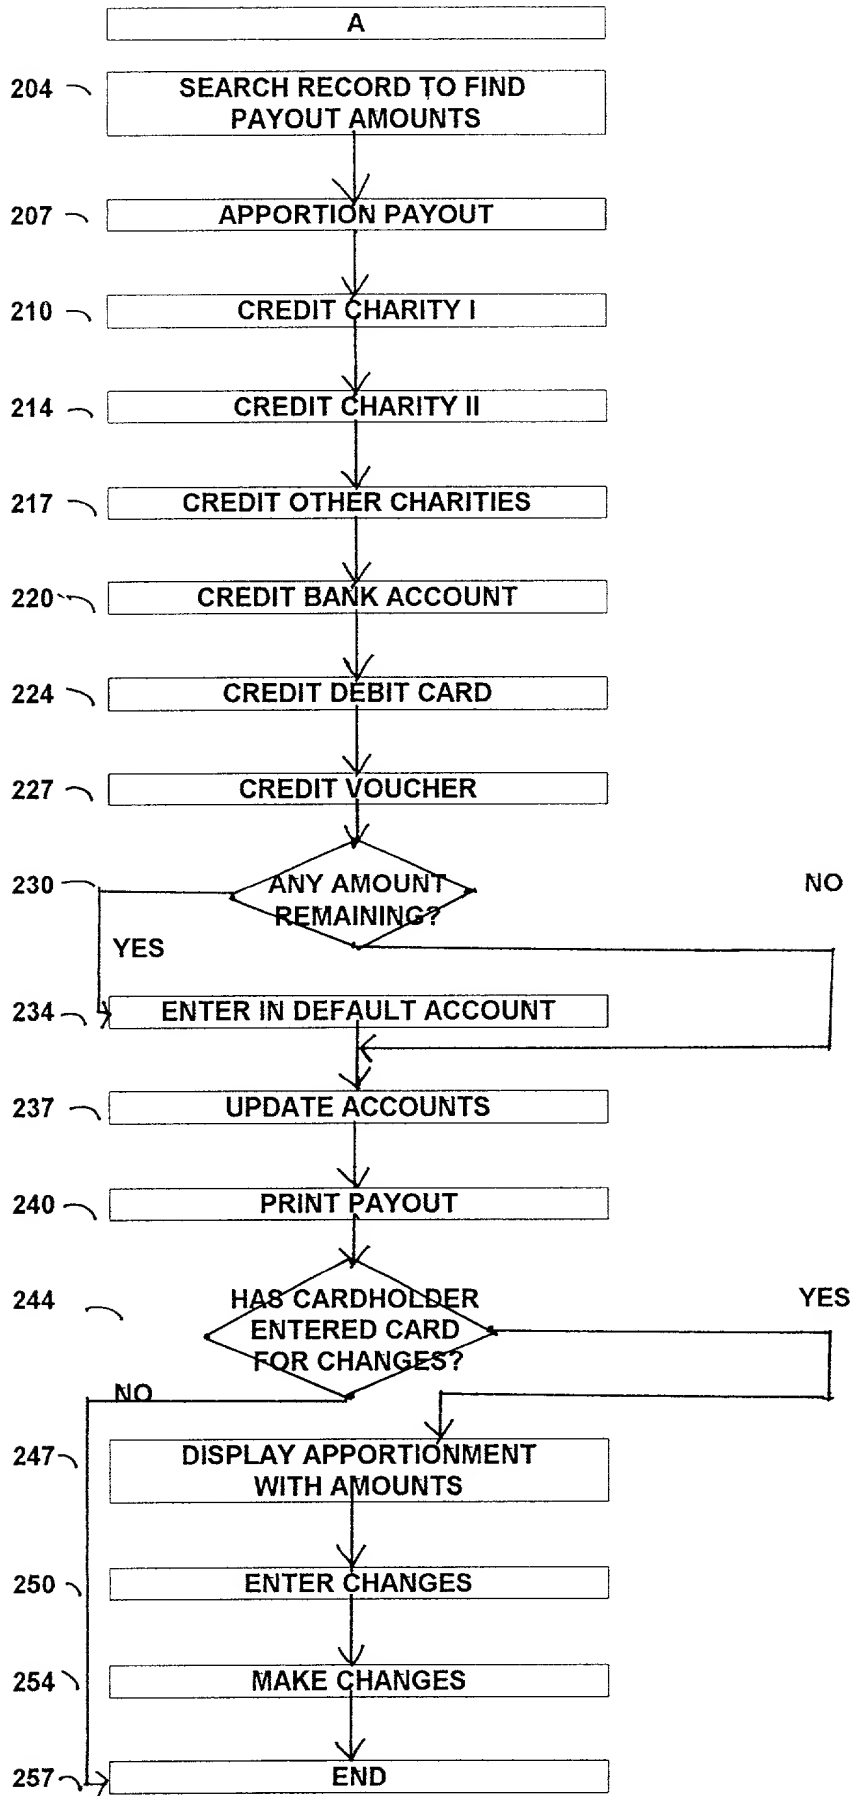 A
204 SEARCH RECORD TO FIND
PAYOUT AMOUNTS
207 APPORTION PAYOUT
210 CREDIT CHARITY I
214 CREDIT CHARITY II
217 CREDIT OTHER CHARITIES
220 CREDIT BANK ACCOUNT
224 CREDIT DEBIT CARD
227 CREDIT VOUCHER
230 ANY AMOUNT NO
REMAINING?
YES
234 ENTER IN DEFAULT ACCOUNT
237 UPDATE ACCOUNTS
240 PRINT PAYOUT
244 HAS CARDHOLDER YES
ENTERED CARD
FOR CHANGES?
NO
247 DISPLAY APPORTIONMENT
WITH AMOUNTS
250 ENTER CHANGES
254 MAKE CHANGES
257 END